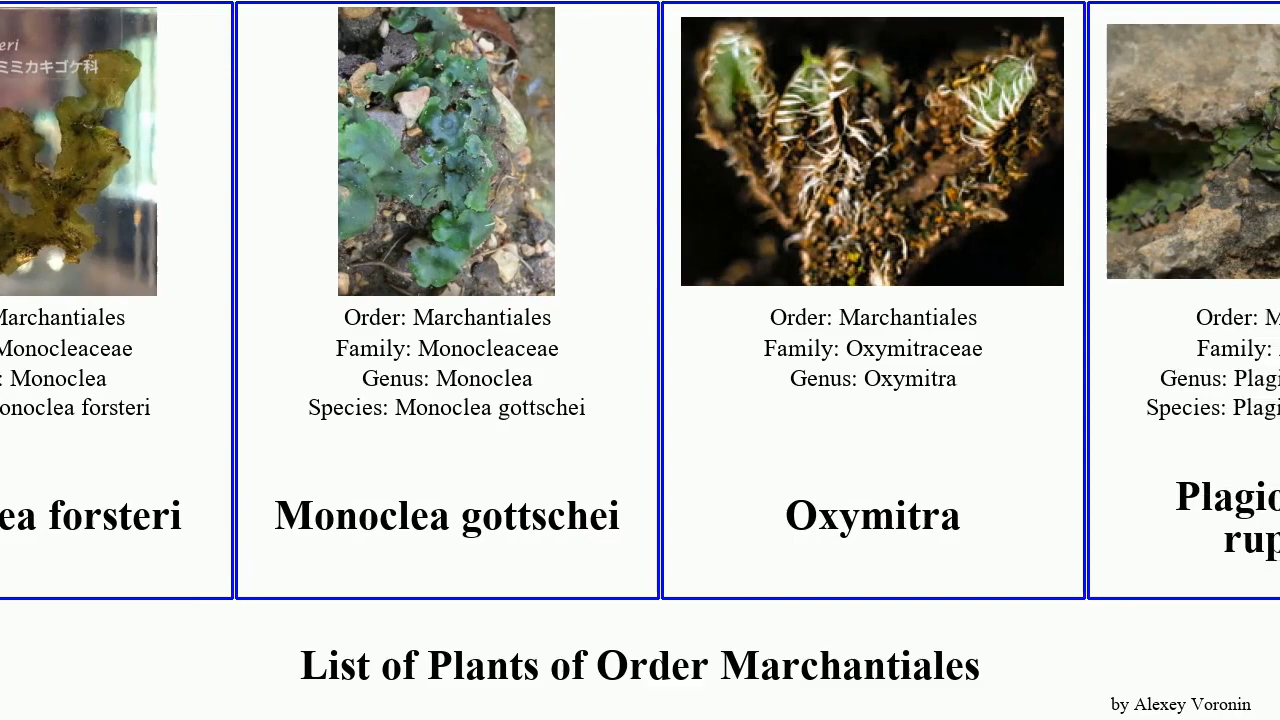 eri
ミミカキゴケ科
Marchantiales
Monocleaceae
: Monoclea
onoclea forsteri
ea forsteri
Order: Marchantiales
Family: Monocleaceae
Genus: Monoclea
Species: Monoclea gottschei
Monoclea gottschei
Order: Marchantiales
Family: Oxymitraceae
Genus: Oxymitra
Oxymitra
Order: M
Family:
Genus: Plagi
Species: Plagi
Plagio
rup
List of Plants of Order Marchantiales
by Alexey Voronin